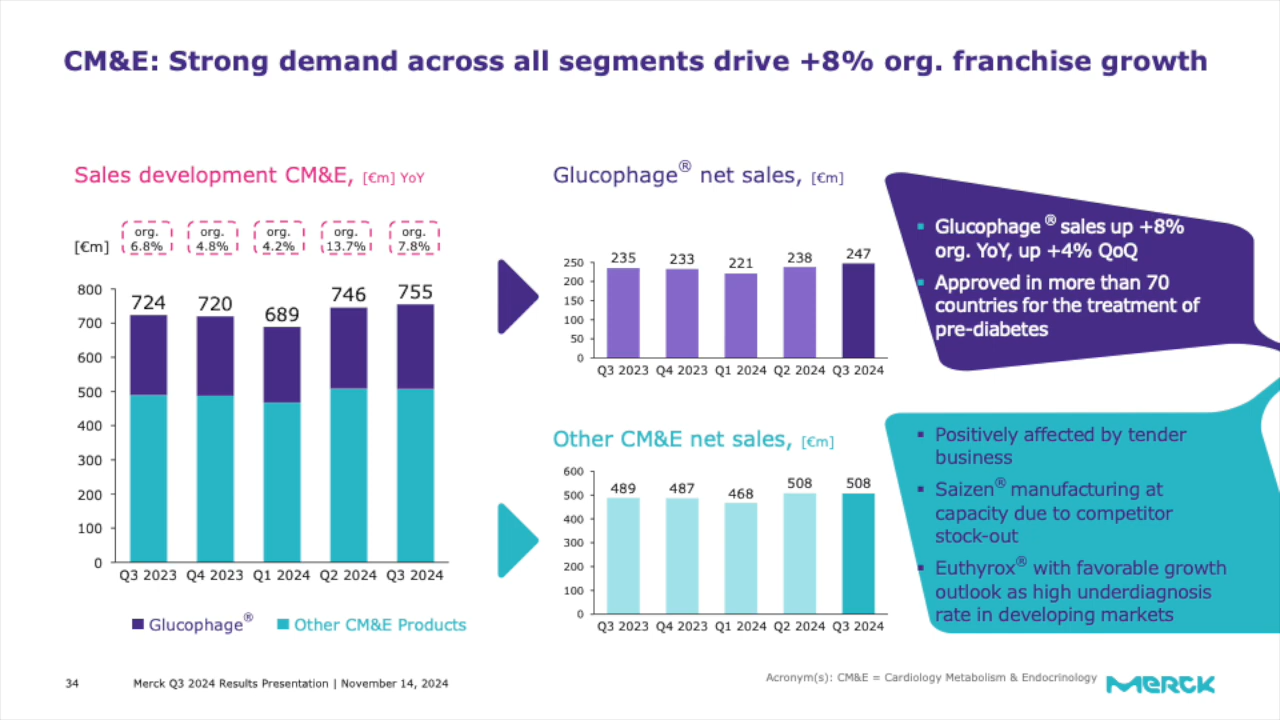 CM&E: Strong demand across all segments drive +8% org. franchise growth
Sales development CM&E, [€m] YoY
[€m]
org.
6.8%
org.
4.8%
org.
4.2%
org.
13.7%
org.
7.8%
800
700
600
500
400
300
200
100
0
724
720
689
746
755
Q3 2023
Q4 2023
Q1 2024
Q2 2024
Q3 2024
Glucophage®
Other CM&E Products
Glucophage® net sales, [€m]
250
200
150
100
50
0
235
233
221
238
247
Q3 2023
Q4 2023
Q1 2024
Q2 2024
Q3 2024
Other CM&E net sales, [€m]
600
500
400
300
200
100
0
489
487
468
508
508
Q3 2023
Q4 2023
Q1 2024
Q2 2024
Q3 2024
▪ Glucophage ® sales up +8%
org. YoY, up +4% QoQ
▪ Approved in more than 70
countries for the treatment of
pre-diabetes
▪ Positively affected by tender
business
▪ Saizen® manufacturing at
capacity due to competitor
stock-out
▪ Euthyrox® with favorable growth
outlook as high underdiagnosis
rate in developing markets
34
Merck Q3 2024 Results Presentation | November 14, 2024
Acronym(s): CM&E = Cardiology Metabolism & Endocrinology
MERCK